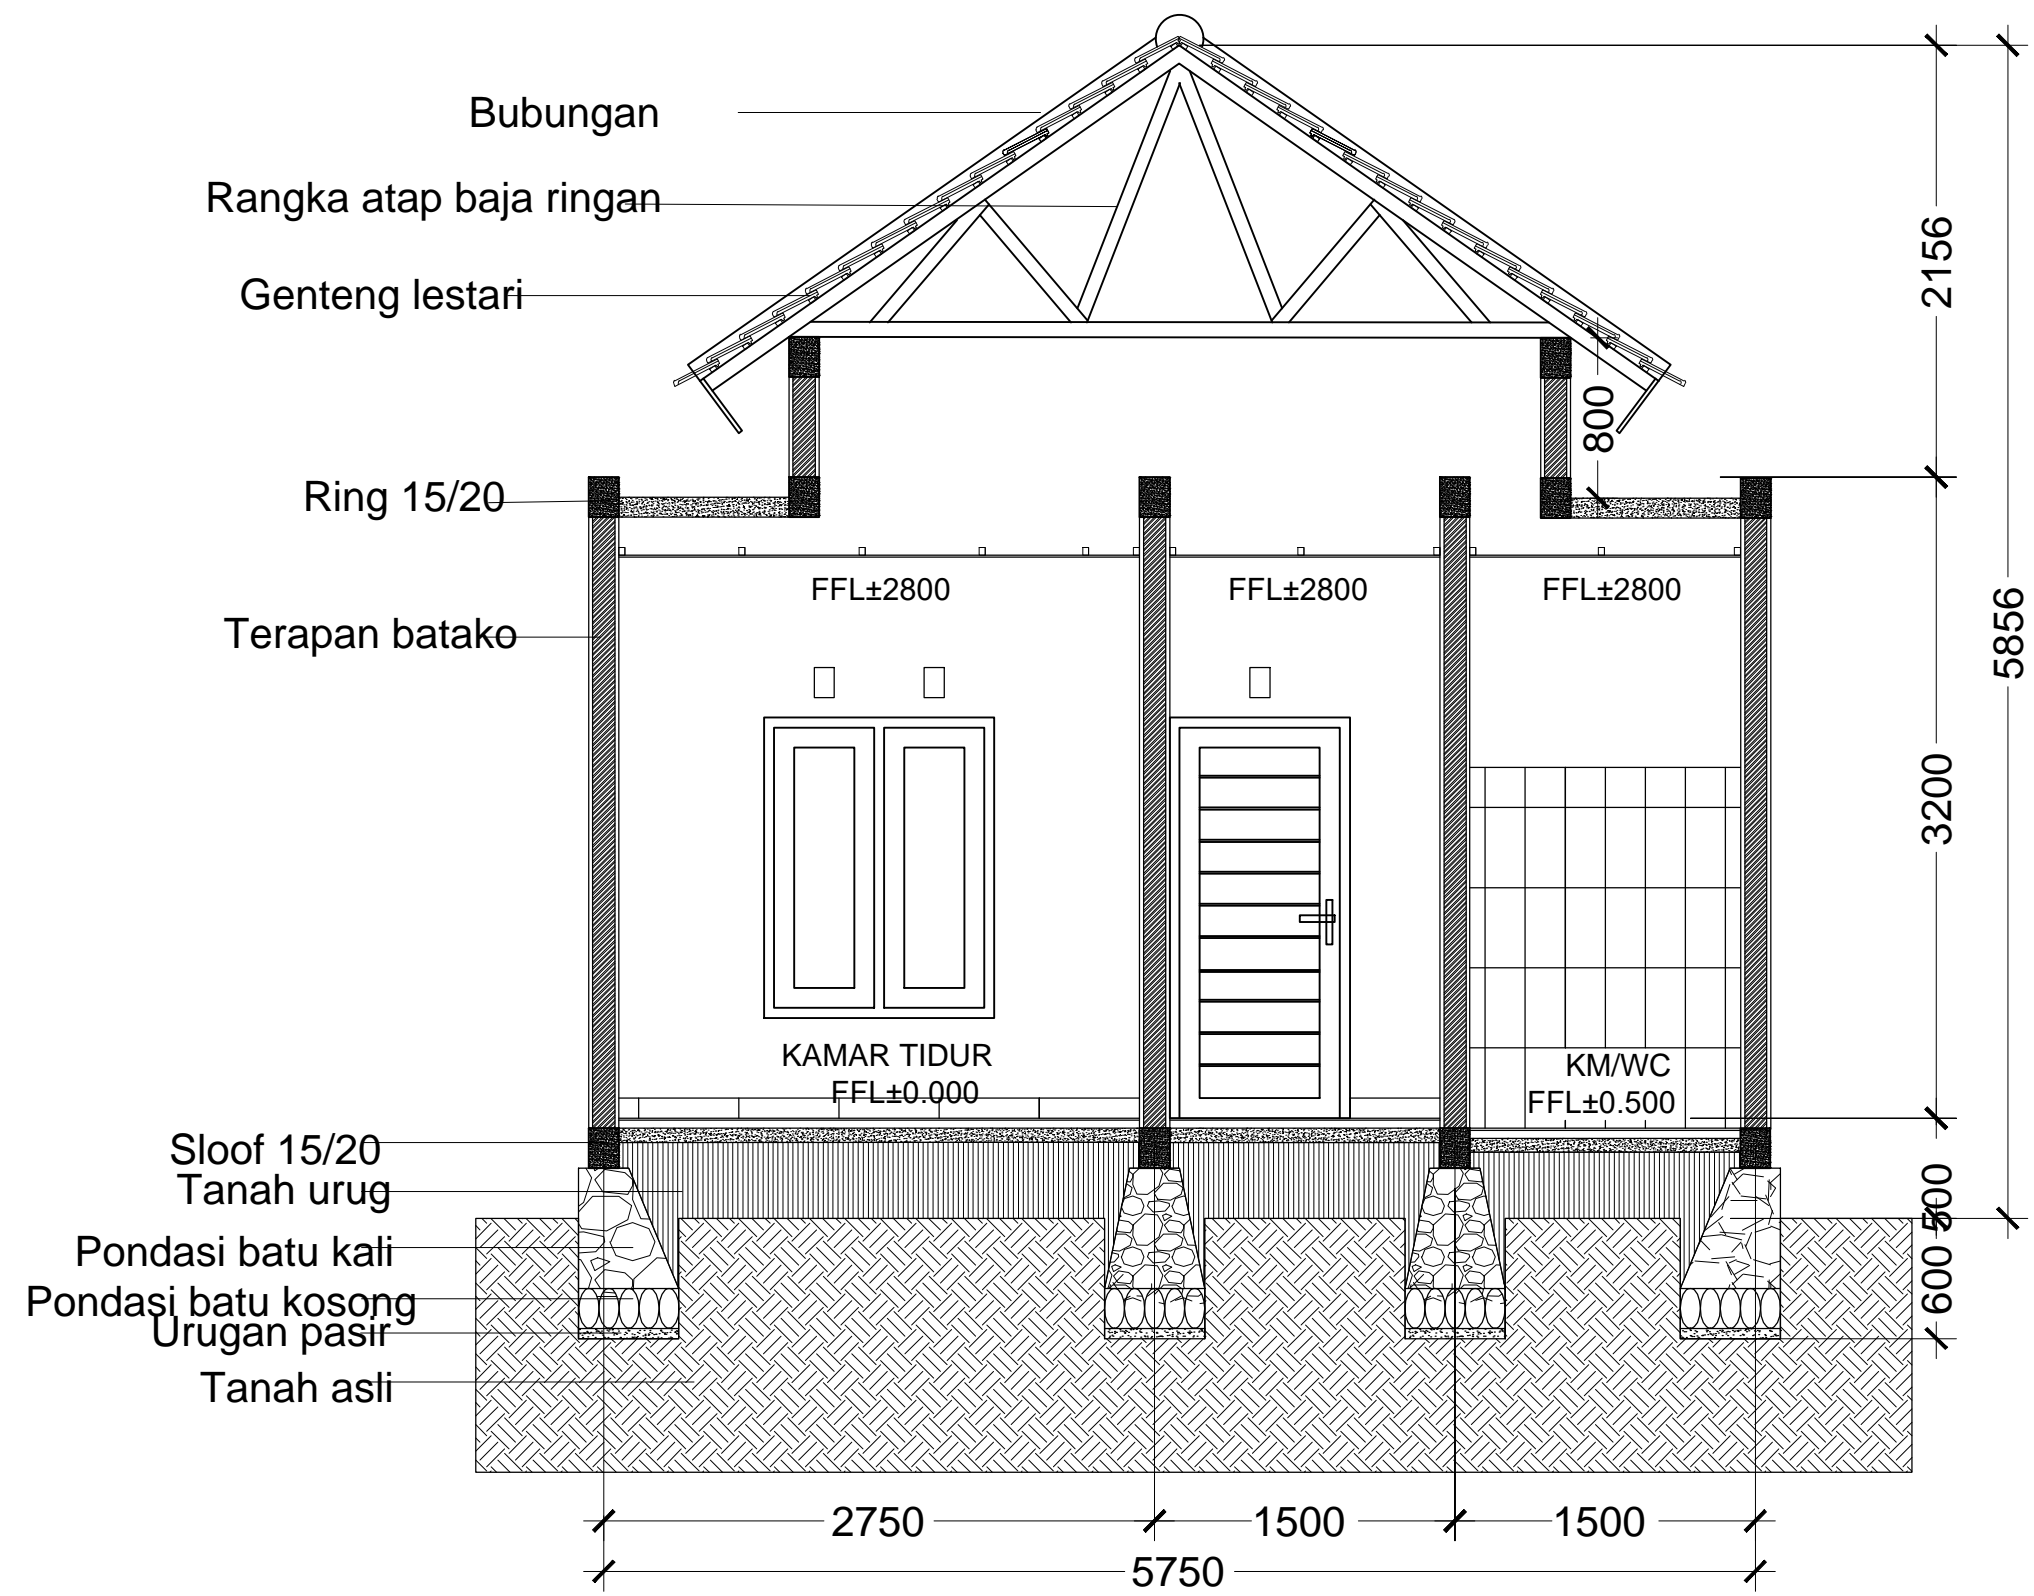 Bubungan
Rangka atap baja ringan
2156
Genteng lestari
800
Ring 15/20
FFL±2800
FFL±2800
FFL±2800
5856
Terapan batako
3200
KAMAR TIDUR
FFL±0.000
KM/WC
FFL±0.500
Sloof 15/20
Tanah urug
500
Pondasi batu kali
600
Pondasi batu kosong
Urugan pasir
Tanah asli
2750
1500
1500
5750